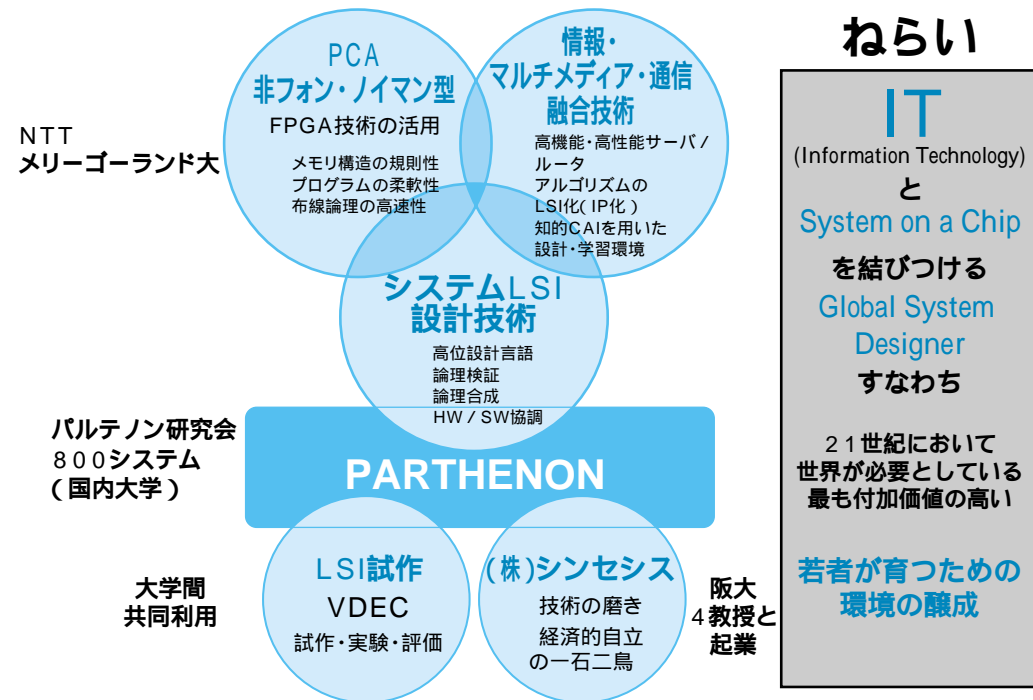 PCA
非フォン・ノイマン型
FPGA技術の活用
メモリ構造の規則性
プログラムの柔軟性
布線論理の高速性
情報・
マルチメディア・通信
融合技術
高機能・高性能サーバ/
ルータ
アルゴリズムの
LSI化(IP化)
知的CAIを用いた
設計・学習環境
NTT
メリーゴーランド大
システムLSI
設計技術
高位設計言語
論理検証
論理合成
HW/SW協調
パルテノン研究会
800システム
(国内大学)
PARTHENON
大学間
共同利用
LSI試作
VDEC
試作・実験・評価
(株)シンセシス
技術の磨き
経済的自立
の一石二鳥
阪大
4教授と
起業
ねらい
IT
(Information Technology)
と
System on a Chip
を結びつける
Global System
Designer
すなわち
21世紀において
世界が必要としている
最も付加価値の高い
若者が育つための
環境の醸成